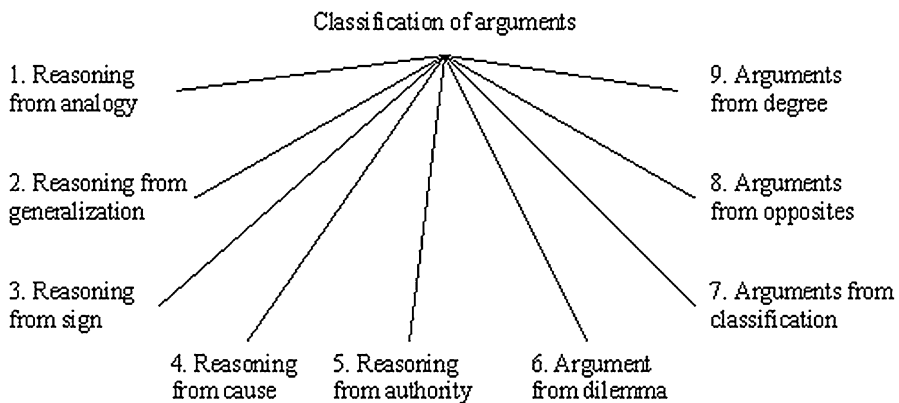 Classification of arguments
1. Reasoning
from analogy
2. Reasoning from
generalization
3. Reasoning
from sign
4. Reasoning
from cause
5. Reasoning
from authority
6. Argument
from dilemma
7. Arguments from
classification
8. Arguments
from opposites
9. Arguments
from degree